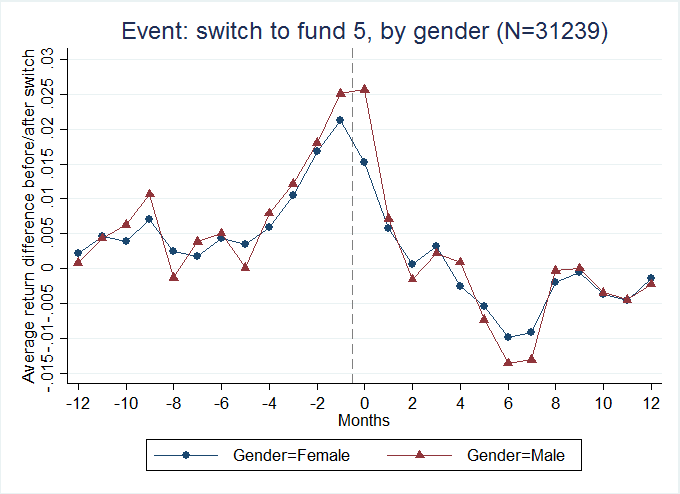 Event: switch to fund 5, by gender (N=31239)
Average return difference before/after switch
.03
.025
.02
.015
.01
.005
0
-.005
-.01
-.015
-12 -10 -8 -6 -4 -2 0 2 4 6 8 10 12
Months
Gender=Female Gender=Male